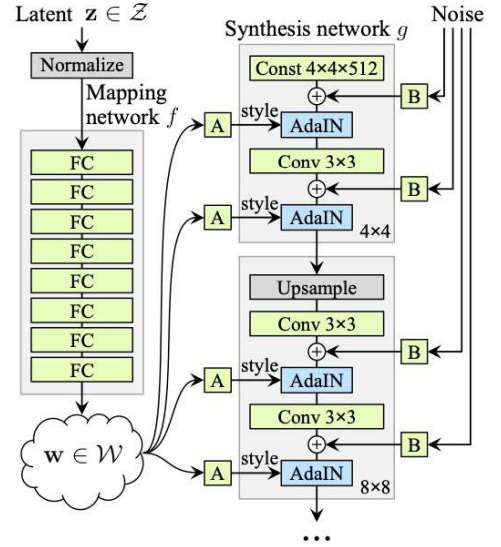 Latent z ∈ Z
Normalize
Mapping
network f
FC
FC
FC
FC
FC
FC
FC
FC
w ∈ W
Synthesis network g
Noise
Const 4×4×512
B
A
style
AdaIN
Conv 3×3
B
A
style
AdaIN
4×4
Upsample
Conv 3×3
B
A
style
AdaIN
Conv 3×3
B
A
style
AdaIN
8×8
...